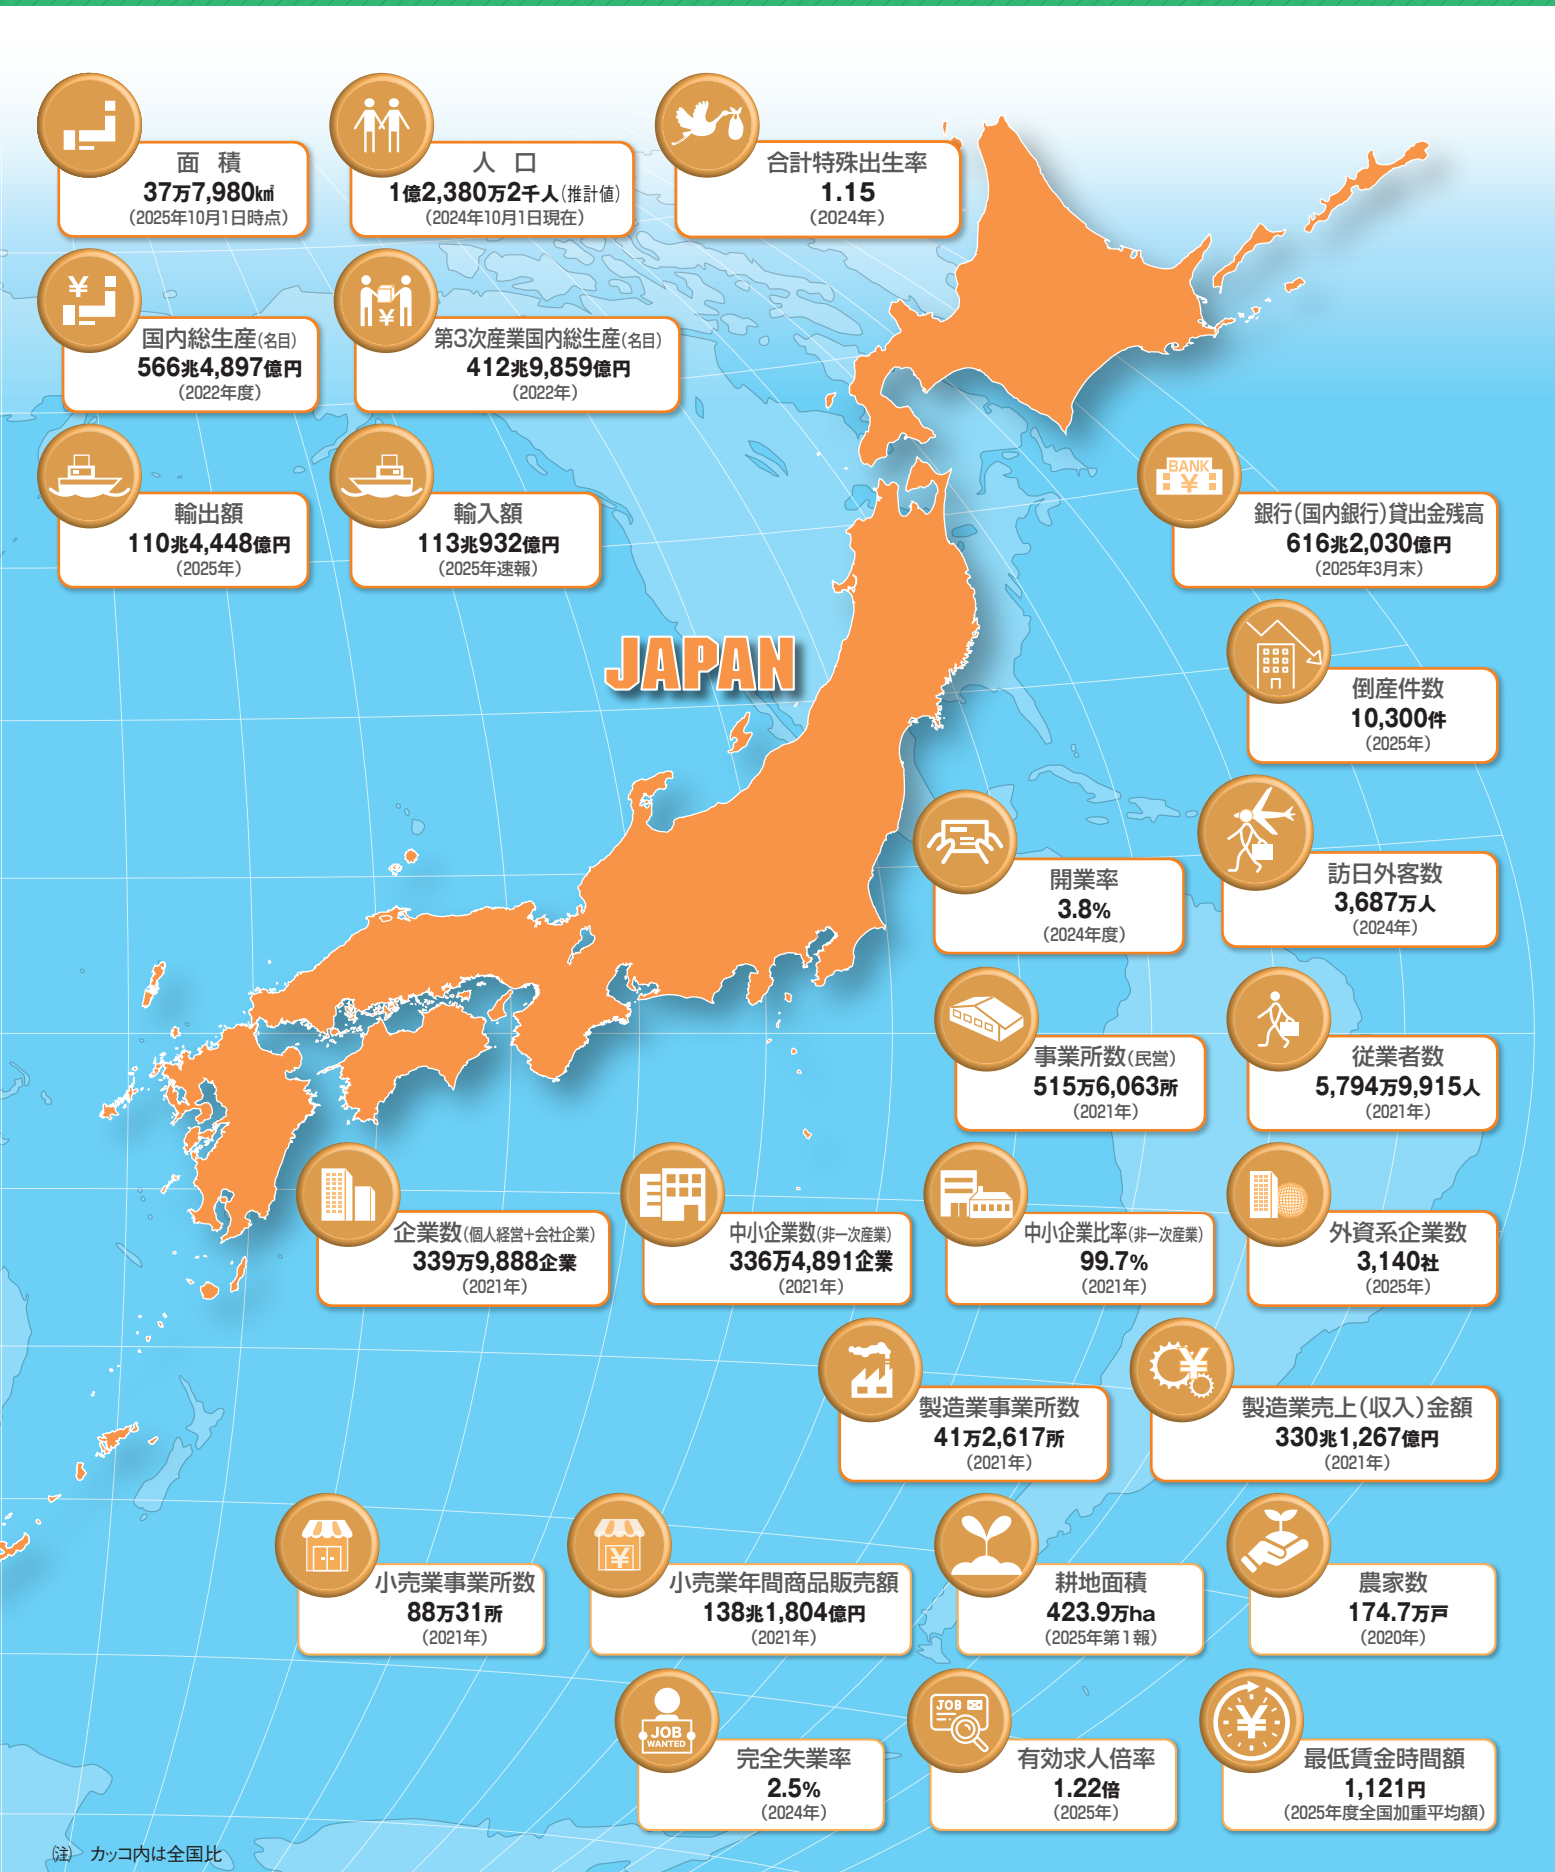 面 積
37万7,980㎢
(2025年10月1日時点)
人 口
1億2,380万2千人(推計値)
(2024年10月1日現在)
合計特殊出生率
1.15
(2024年)
¥
国内総生産(名目)
566兆4,897億円
(2022年度)
¥
第3次産業国内総生産(名目)
412兆9,859億円
(2022年)
輸出額
110兆4,448億円
(2025年)
輸入額
113兆932億円
(2025年速報)
BANK
¥
銀行(国内銀行)貸出金残高
616兆2,030億円
(2025年3月末)
JAPAN
倒産件数
10,300件
(2025年)
開業率
3.8%
(2024年度)
訪日外客数
3,687万人
(2024年)
事業所数(民営)
515万6,063所
(2021年)
従業者数
5,794万9,915人
(2021年)
企業数(個人経営+会社企業)
339万9,888企業
(2021年)
中小企業数(非一次産業)
336万4,891企業
(2021年)
中小企業比率(非一次産業)
99.7%
(2021年)
外資系企業数
3,140社
(2025年)
製造業事業所数
41万2,617所
(2021年)
¥
製造業売上(収入)金額
330兆1,267億円
(2021年)
小売業事業所数
88万31所
(2021年)
¥
小売業年間商品販売額
138兆1,804億円
(2021年)
耕地面積
423.9万ha
(2025年第1報)
農家数
174.7万戸
(2020年)
JOB
WANTED
完全失業率
2.5%
(2024年)
JOB
有効求人倍率
1.22倍
(2025年)
¥
最低賃金時間額
1,121円
(2025年度全国加重平均額)
(注) カッコ内は全国比